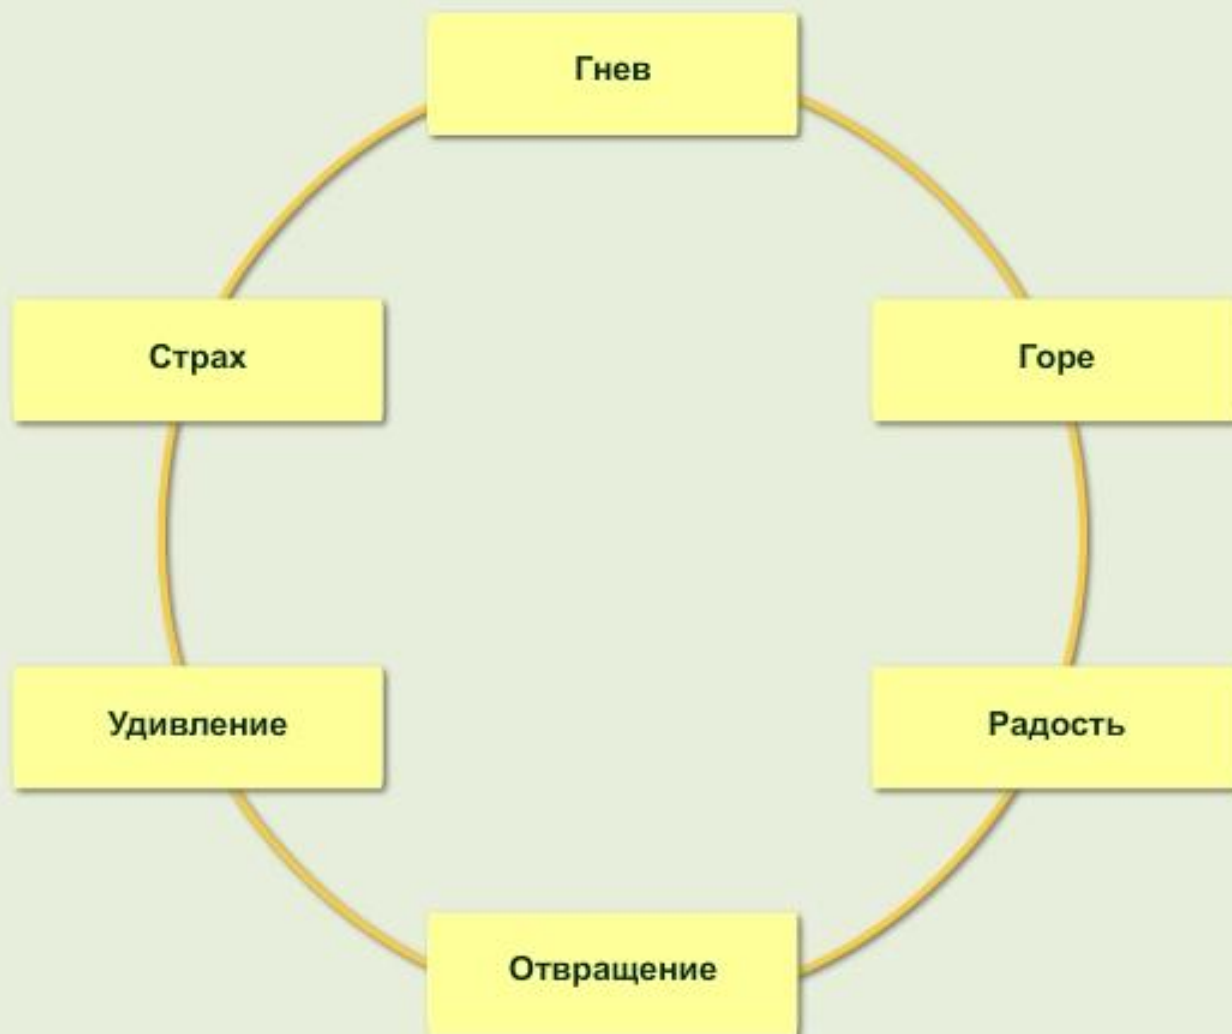 Гнев
Страх
Горе
Удивление
Радость
Отвращение